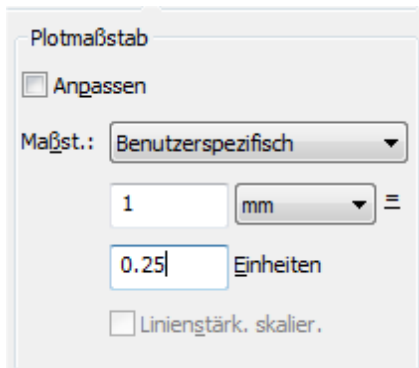 Plotmaßstab
Anpassen
Maßst.: Benutzerspezifisch
1 mm =
0.25 Einheiten
Linienstärk. skalier.